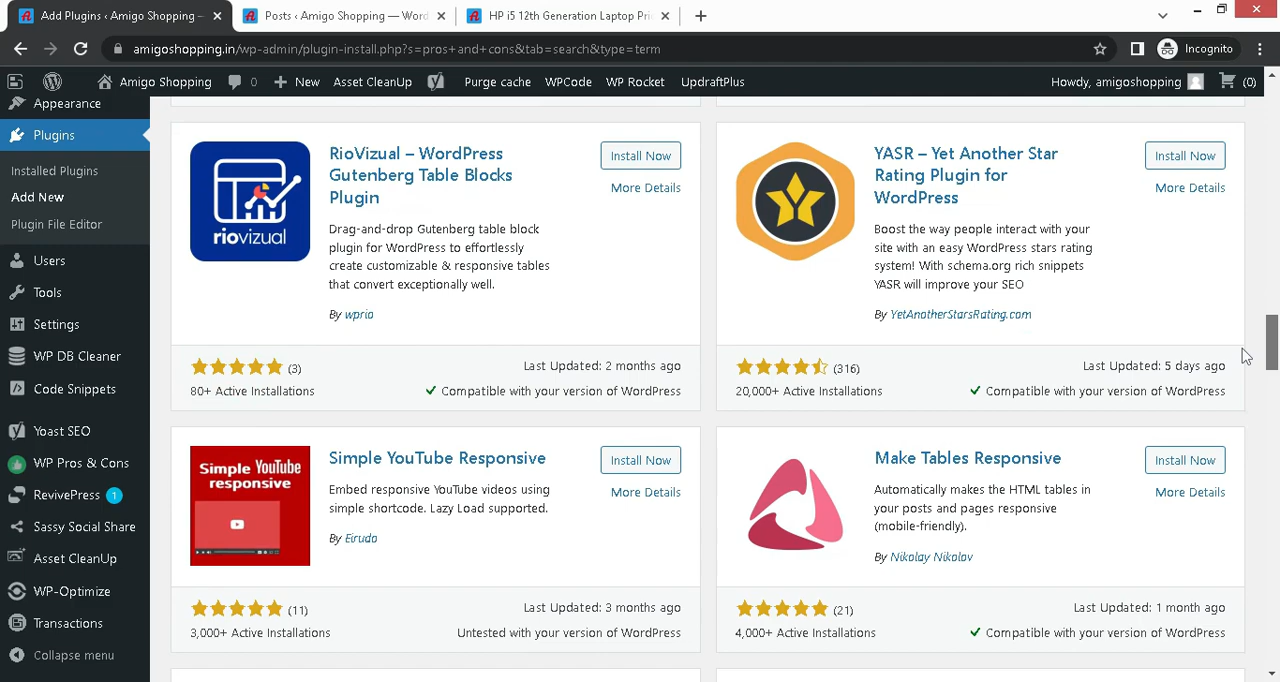 Add Plugins ‹ Amigo Shopping —
Posts ‹ Amigo Shopping — Word
HP i5 12th Generation Laptop Pri
amigoshopping.in/wp-admin/plugin-install.php?s=pros+and+cons&tab=search&type=term
Incognito
Amigo Shopping
0
New
Asset CleanUp
Purge cache
WPCode
WP Rocket
UpdraftPlus
Howdy, amigoshopping
(0)
Appearance
Plugins
Installed Plugins
Add New
Plugin File Editor
Users
Tools
Settings
WP DB Cleaner
Code Snippets
Yoast SEO
WP Pros & Cons
RevivePress 1
Sassy Social Share
Asset CleanUp
WP-Optimize
Transactions
Collapse menu
riovizual
RioVizual – WordPress
Gutenberg Table Blocks
Plugin
Install Now
More Details
Drag-and-drop Gutenberg table block
plugin for WordPress to effortlessly
create customizable & responsive tables
that convert exceptionally well.
By wprio
(3)
Last Updated: 2 months ago
80+ Active Installations
Compatible with your version of WordPress
YASR – Yet Another Star
Rating Plugin for
WordPress
Install Now
More Details
Boost the way people interact with your
site with an easy WordPress stars rating
system! With schema.org rich snippets
YASR will improve your SEO
By YetAnotherStarsRating.com
(316)
Last Updated: 5 days ago
20,000+ Active Installations
Compatible with your version of WordPress
Simple YouTube
responsive
Simple YouTube Responsive
Install Now
More Details
Embed responsive YouTube videos using
simple shortcode. Lazy Load supported.
By Eirudo
(11)
Last Updated: 3 months ago
3,000+ Active Installations
Untested with your version of WordPress
Make Tables Responsive
Install Now
More Details
Automatically makes the HTML tables in
your posts and pages responsive
(mobile-friendly).
By Nikolay Nikolov
(21)
Last Updated: 1 month ago
4,000+ Active Installations
Compatible with your version of WordPress